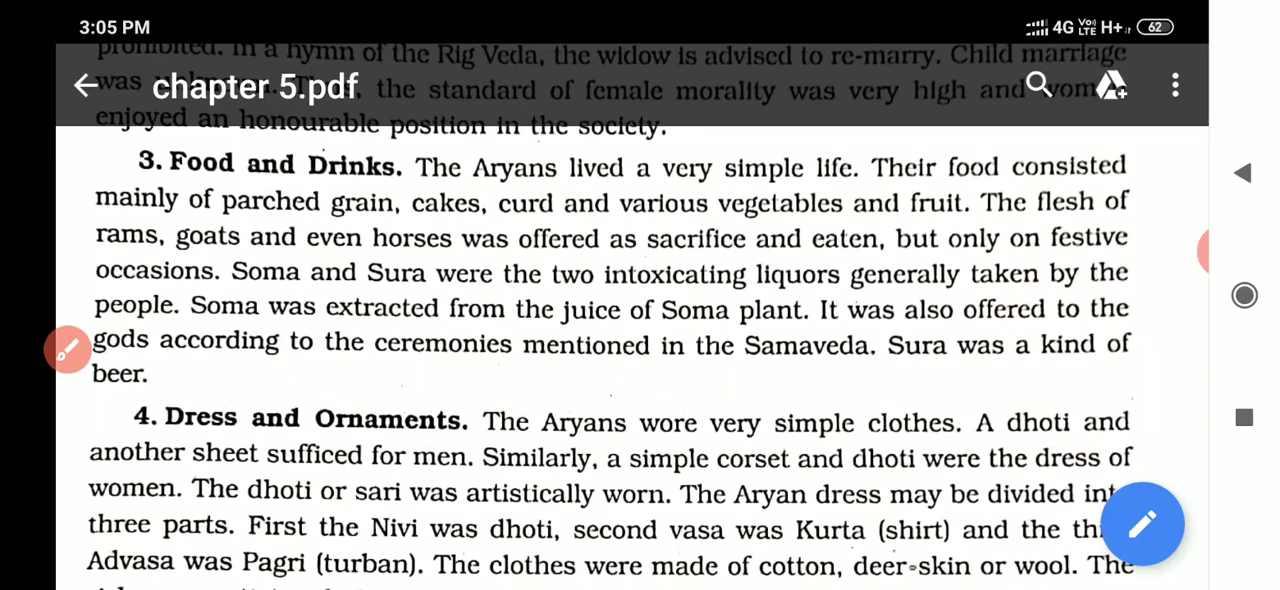 3:05 PM
4G Vo) LTE H+ 62
prohibited. In a hymn of the Rig Veda, the widow is advised to re-marry. Child marriage
chapter 5.pdf
was the standard of female morality was very high and
enjoyed an honourable position in the society.
3. Food and Drinks. The Aryans lived a very simple life. Their food consisted
mainly of parched grain, cakes, curd and various vegetables and fruit. The flesh of
rams, goats and even horses was offered as sacrifice and eaten, but only on festive
occasions. Soma and Sura were the two intoxicating liquors generally taken by the
people. Soma was extracted from the juice of Soma plant. It was also offered to the
gods according to the ceremonies mentioned in the Samaveda. Sura was a kind of
beer.
4. Dress and Ornaments. The Aryans wore very simple clothes. A dhoti and
another sheet sufficed for men. Similarly, a simple corset and dhoti were the dress of
women. The dhoti or sari was artistically worn. The Aryan dress may be divided int
three parts. First the Nivi was dhoti, second vasa was Kurta (shirt) and the th
Advasa was Pagri (turban). The clothes were made of cotton, deer-skin or wool. The